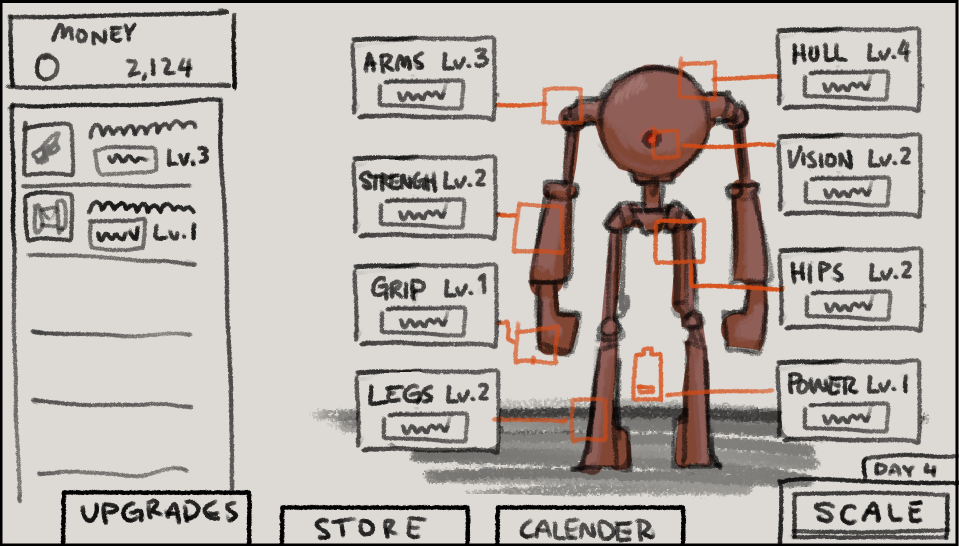 MONEY
2,124
Lv.3
Lv.1
ARMS Lv.3
STRENGH Lv.2
GRIP Lv.1
LEGS Lv.2
HULL Lv.4
VISION Lv.2
HIPS Lv.2
POWER Lv.1
DAY 4
UPGRADES
STORE
CALENDER
SCALE